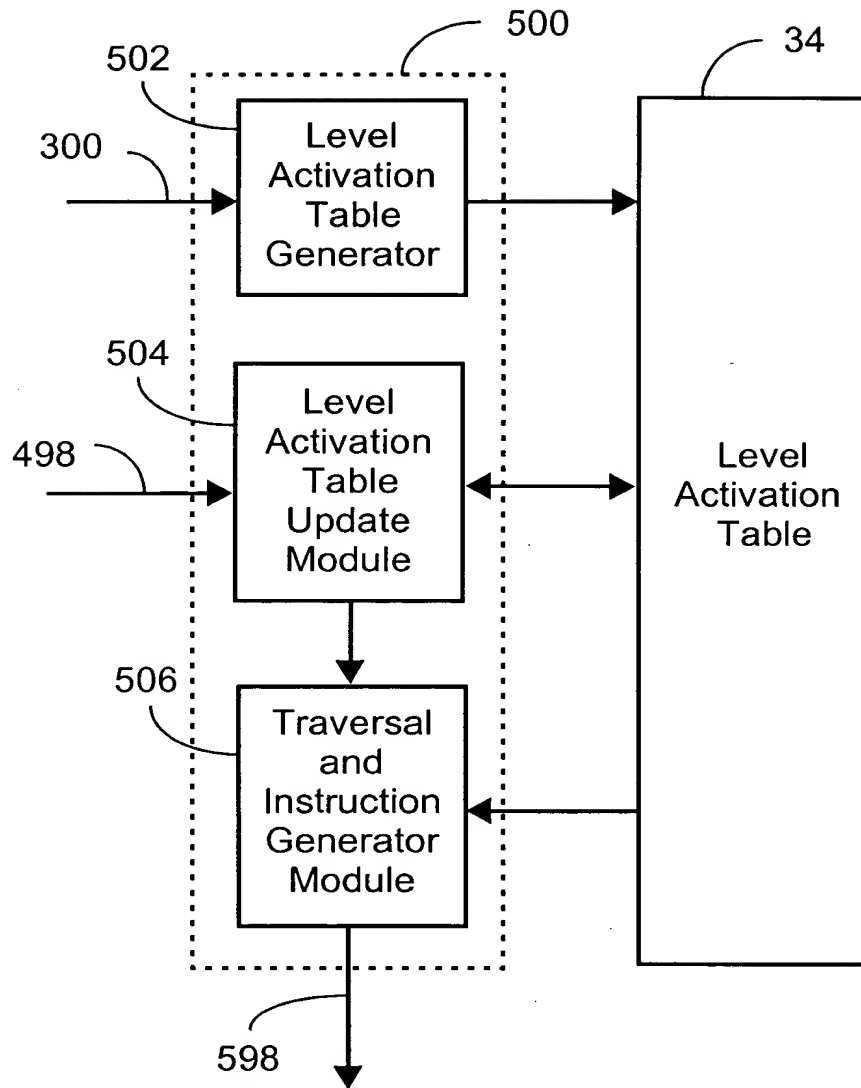 500
502
34
Level
Activation
Table
Generator
300
504
Level
Activation
Table
Update
Module
498
Level
Activation
Table
506
Traversal
and
Instruction
Generator
Module
598